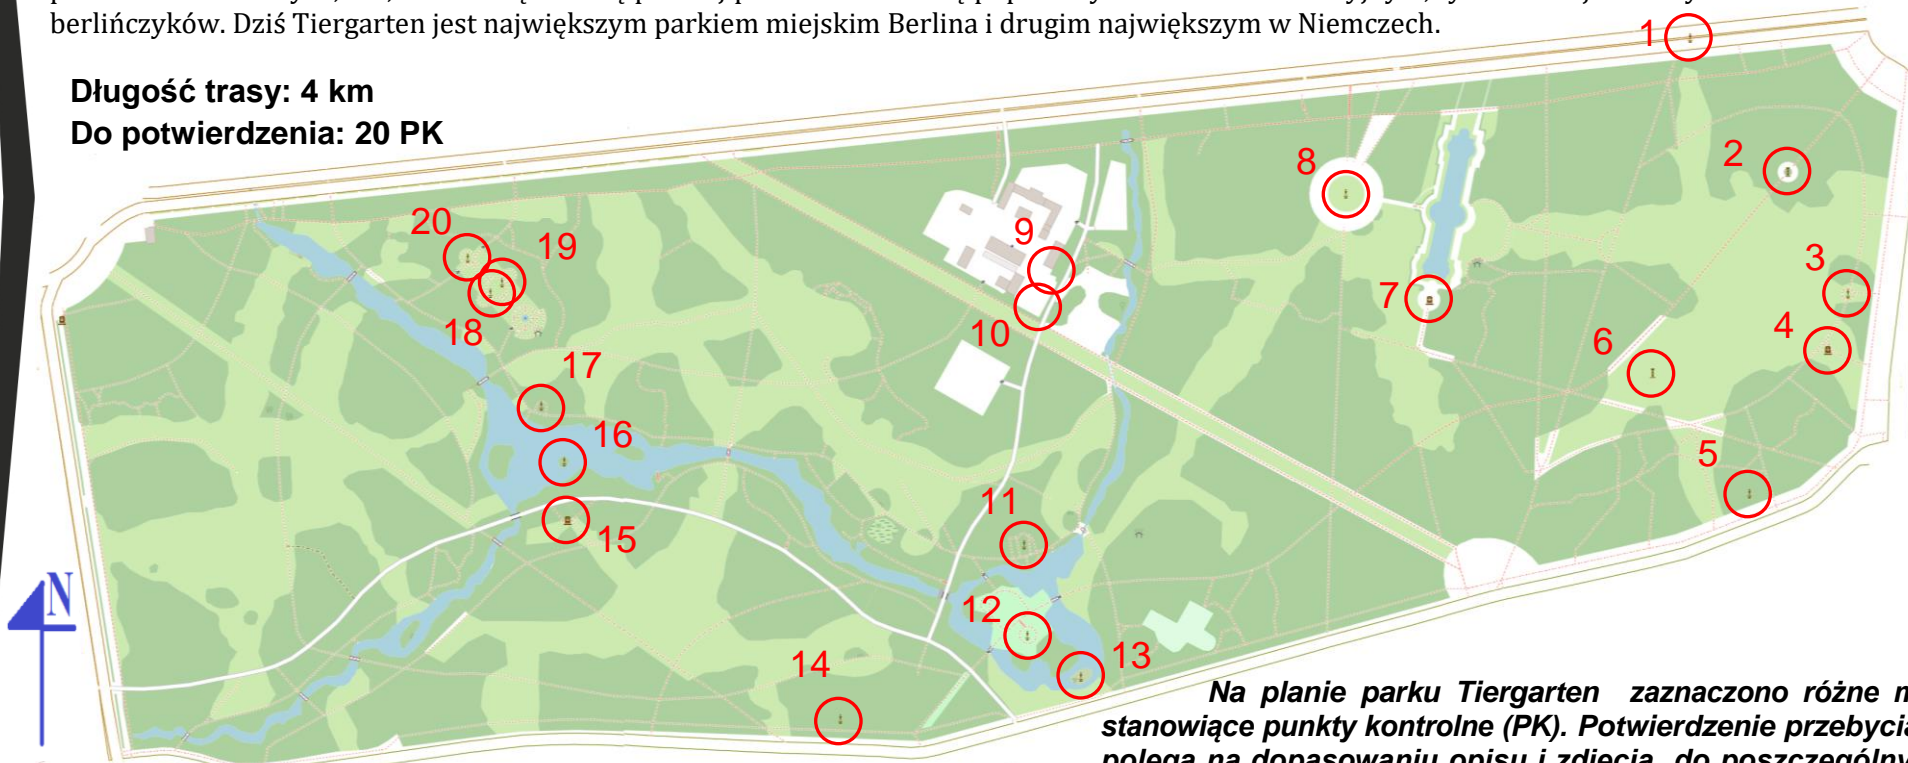 berlińczyków. Dziś Tiergarten jest największym parkiem miejskim Berlina i drugim największym w Niemczech.
Długość trasy: 4 km
Do potwierdzenia: 20 PK
1
2
3
4
5
6
7
8
9
10
11
12
13
14
15
16
17
18
19
20
N
Na planie parku Tiergarten zaznaczono różne
stanowiące punkty kontrolne (PK). Potwierdzenie przebycia
polega na dopasowaniu opisu i zdjęcia do